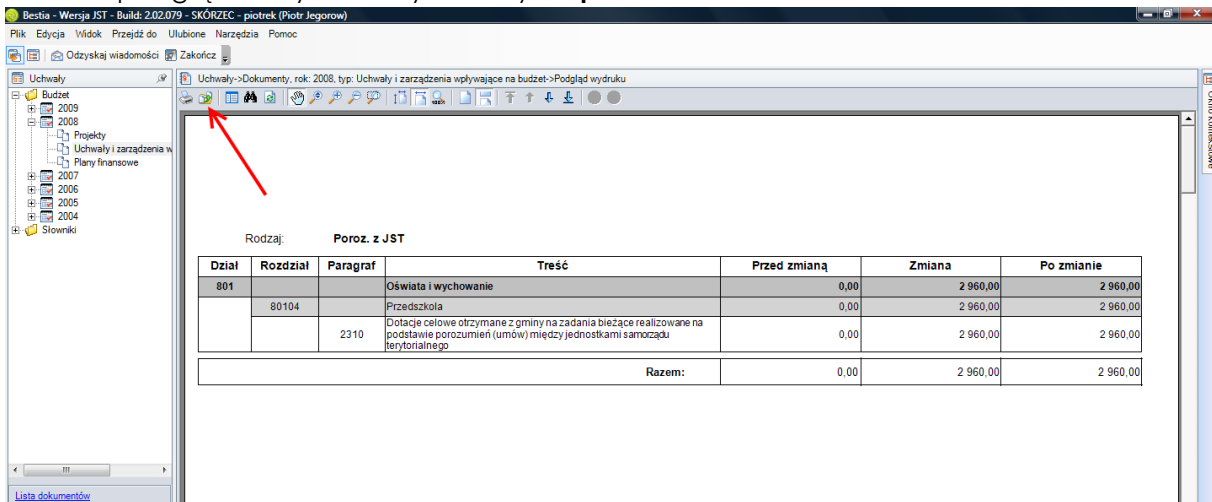 Bestia - Wersja JST - Build: 2.02.079 - SKÓRZEC - piotrek (Piotr Jegorow)
Plik Edycja Widok Przejdź do Ulubione Narzędzia Pomoc
Odzyskaj wiadomości Zakończ
Uchwały
Uchwały->Dokumenty, rok: 2008, typ: Uchwały i zarządzenia wpływające na budżet->Podgląd wydruku
Budżet
2009
2008
Projekty
Uchwały i zarządzenia w
Plany finansowe
2007
2006
2005
2004
Słowniki
100%
Okno kontekstowe
Rodzaj: Poroz. z JST
Dział Rozdział Paragraf Treść Przed zmianą Zmiana Po zmianie
801 Oświata i wychowanie 0,00 2 960,00 2 960,00
80104 Przedszkola 0,00 2 960,00 2 960,00
2310 Dotacje celowe otrzymane z gminy na zadania bieżące realizowane na
podstawie porozumień (umów) między jednostkami samorządu
terytorialnego
0,00 2 960,00 2 960,00
Razem: 0,00 2 960,00 2 960,00
Lista dokumentów